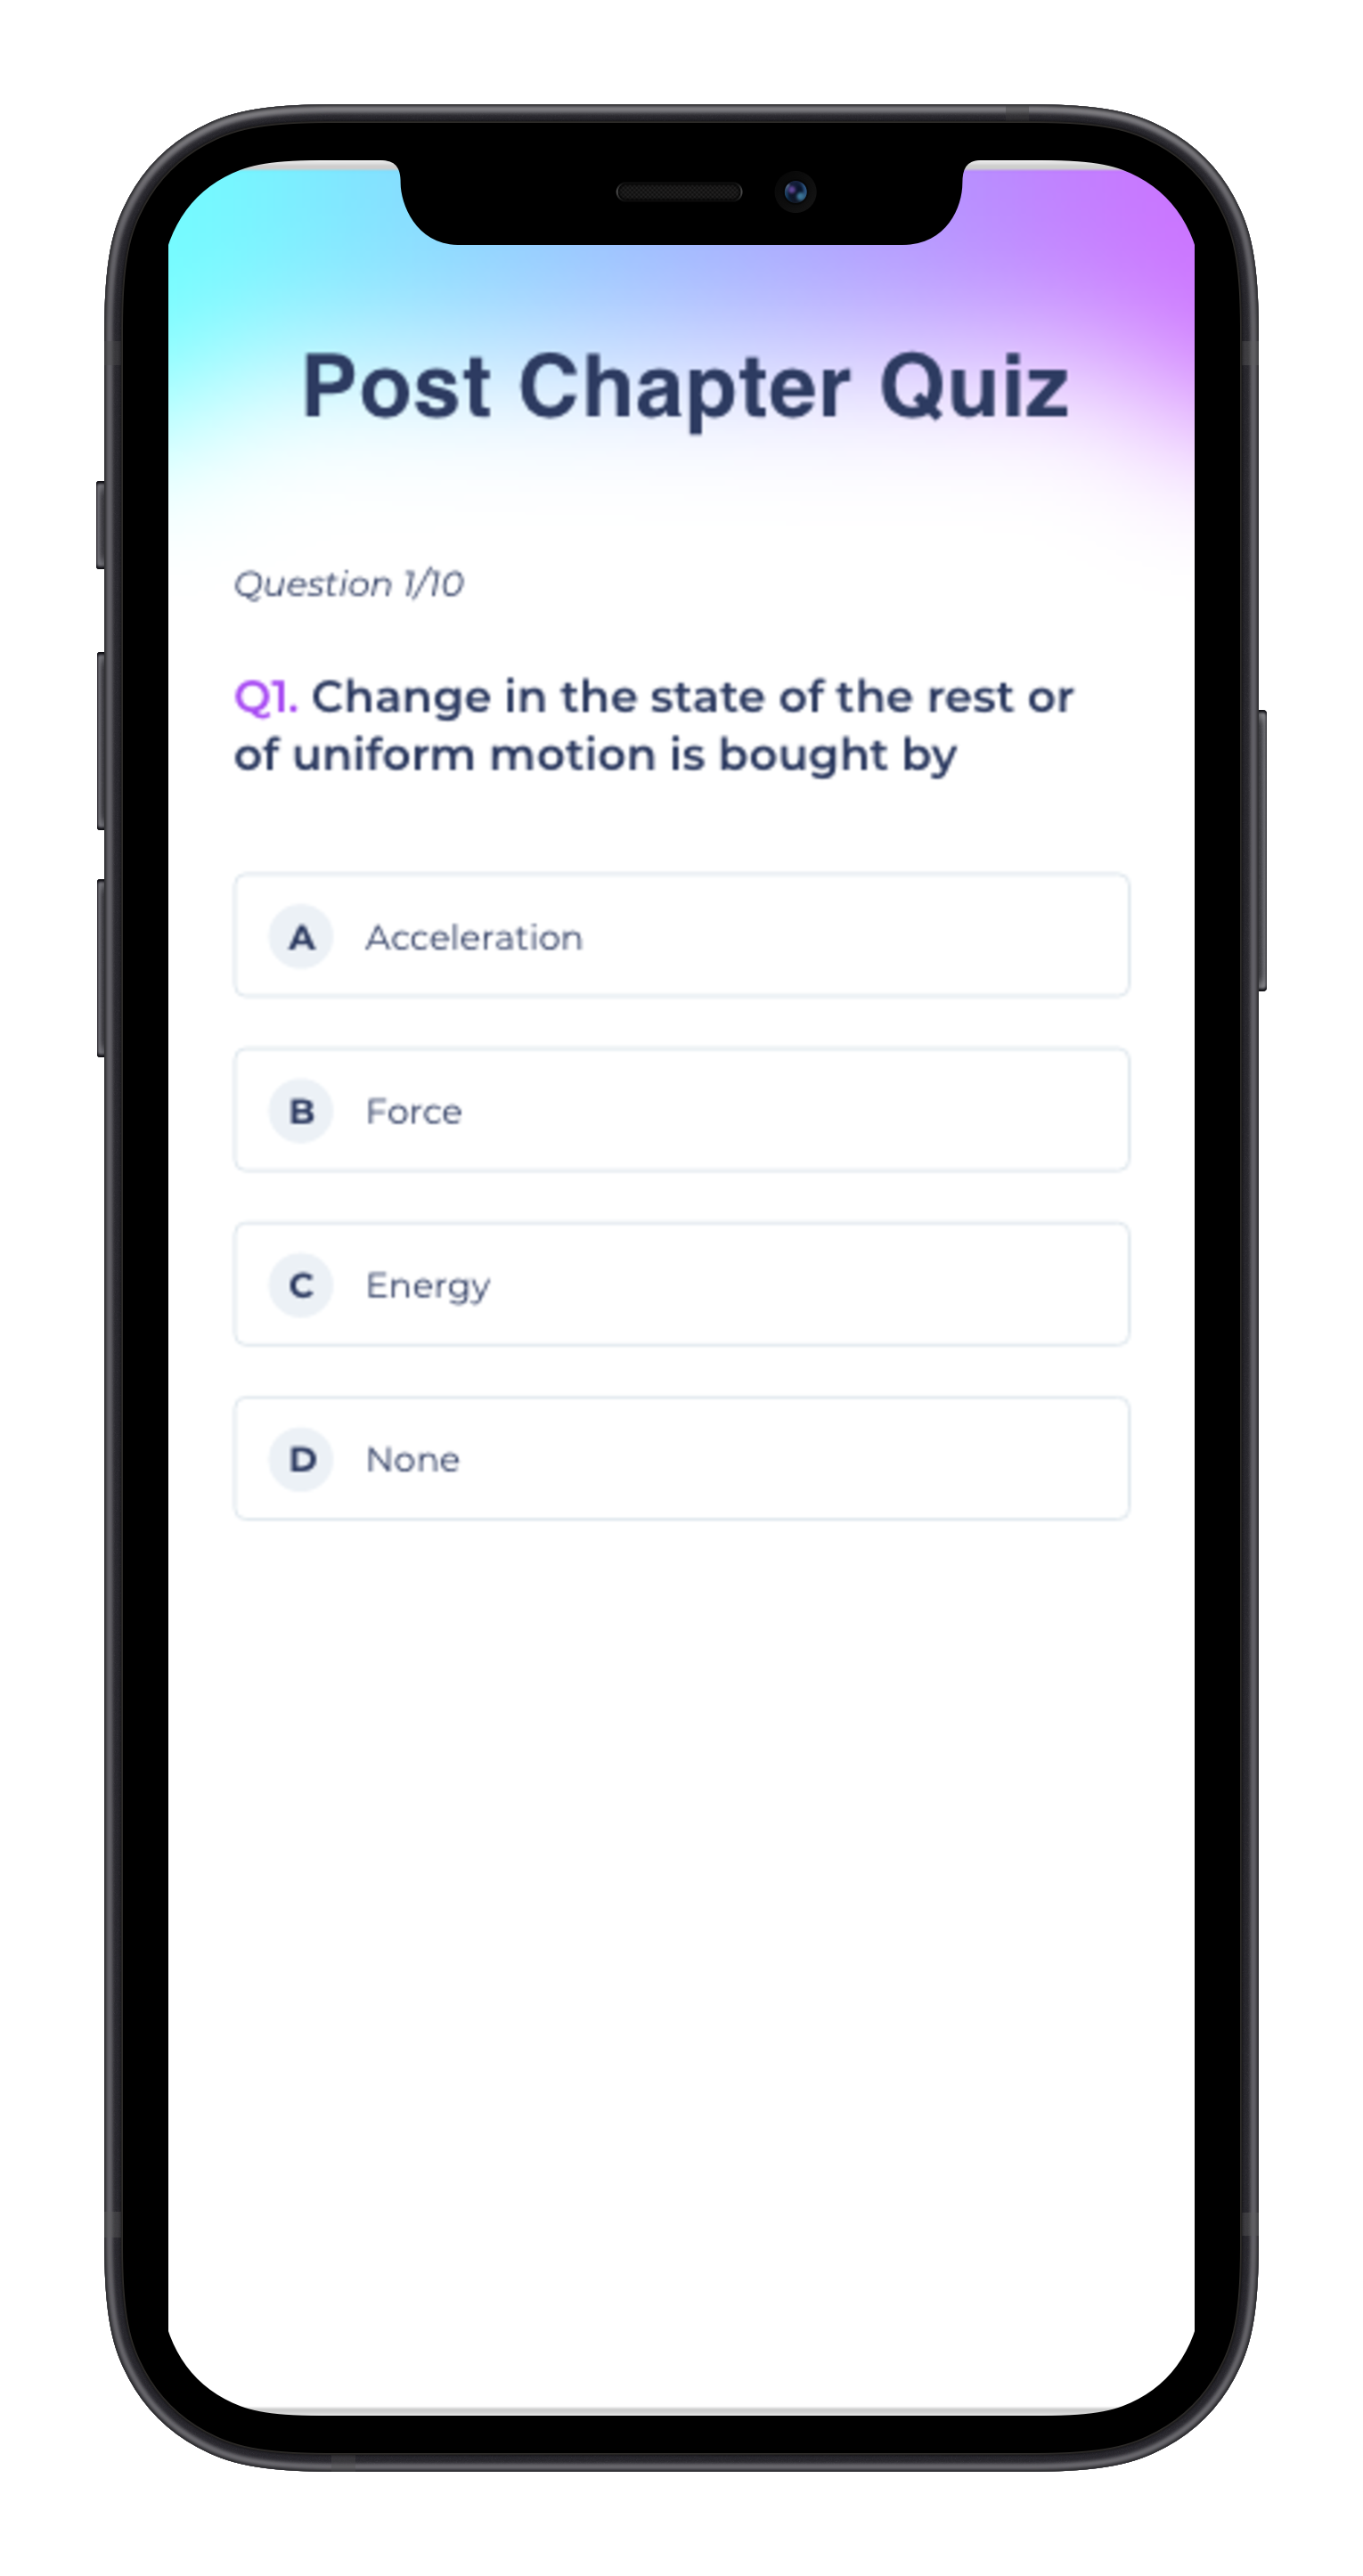 Post Chapter Quiz
Question 1/10
Q1. Change in the state of the rest or
of uniform motion is bought by
A Acceleration
B Force
C Energy
D None